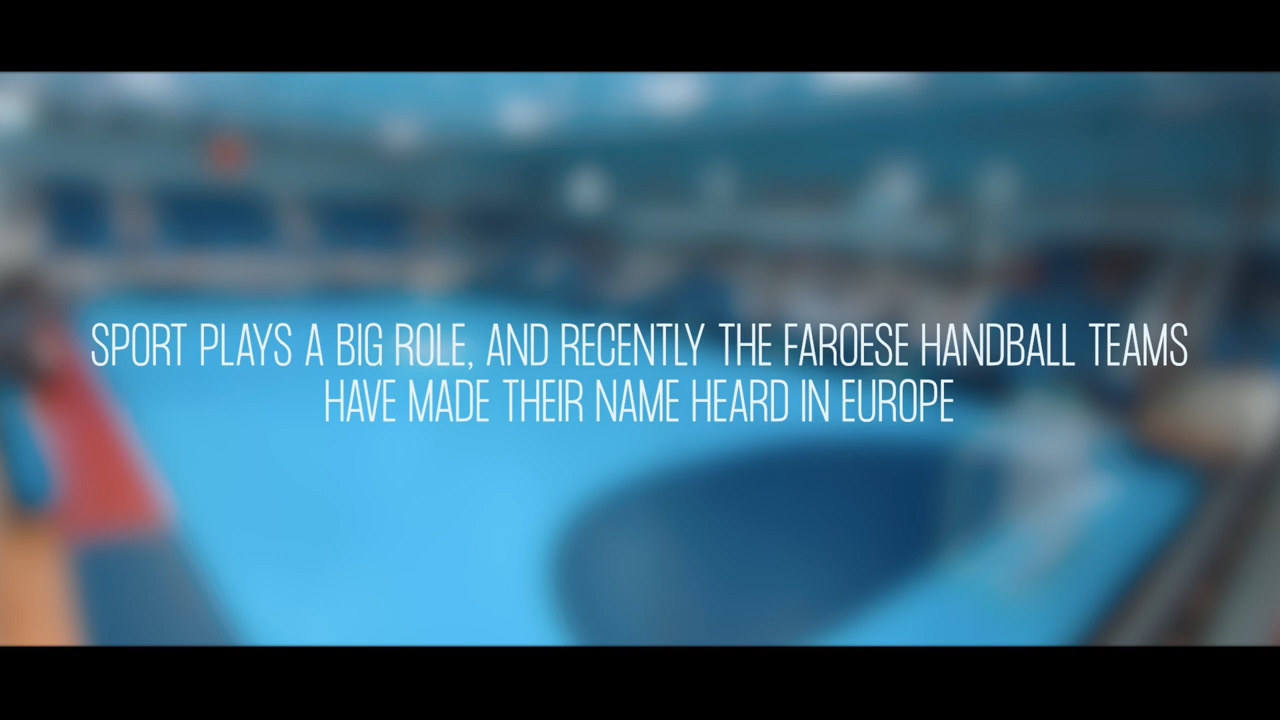 SPORT PLAYS A BIG ROLE, AND RECENTLY THE FAROESE HANDBALL TEAMS
HAVE MADE THEIR NAME HEARD IN EUROPE